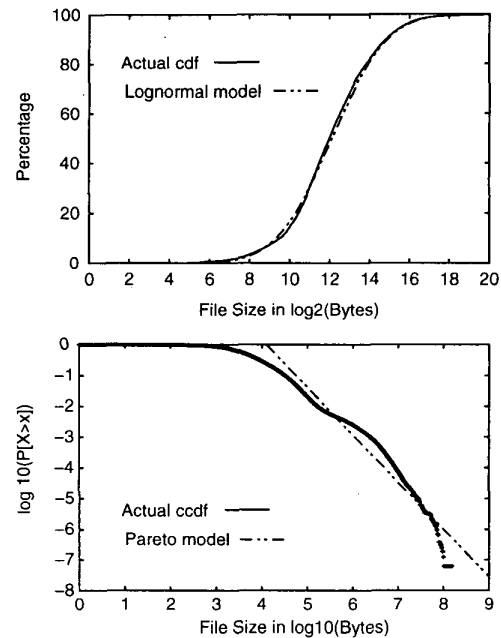 100
80
60
40
20
0
Percentage
Actual cdf
Lognormal model
0 2 4 6 8 10 12 14 16 18 20
File Size in log2(Bytes)
0
−1
−2
−3
−4
−5
−6
−7
−8
log 10(P[X>x])
Actual ccdf
Pareto model
0 1 2 3 4 5 6 7 8 9
File Size in log10(Bytes)